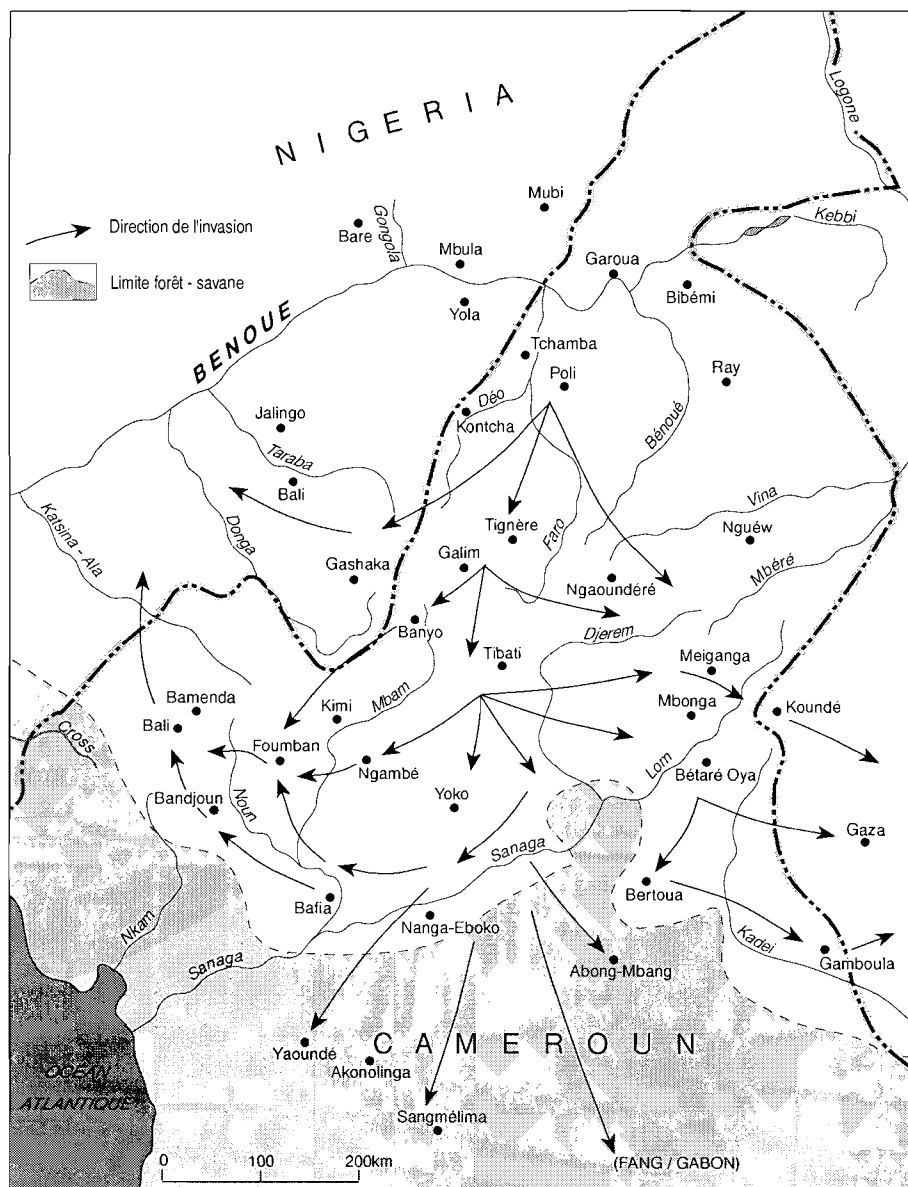 NIGERIA
Logone
Mubi
Kebbi
Direction de l'invasion
Bare
Gongola
Mbula
Garoua
Bibémi
Limite forêt - savane
Yola
BENOUE
Tchamba
Poli
Ray
Déo
Kontcha
Jalingo
Bénoué
Taraba
Bali
Vina
Katsina - Ala
Donga
Tignère
Faro
Nguéw
Mbéré
Galim
Gashaka
Ngaoundéré
Banyo
Djerem
Tibati
Meiganga
Mbam
Bamenda
Kimi
Mbonga
Koundé
Bali
Cross
Foumban
Ngambé
Lom
Bétaré Oya
Bandjoun
Noun
Yoko
Gaza
Sanaga
Bafia
Bertoua
Nkam
Nanga-Eboko
Kadei
Sanaga
Abong-Mbang
Gamboula
CAMEROUN
Yaoundé
Akonolinga
OCÉAN
ATLANTIQUE
Sangmélima
0 100 200km
(FANG / GABON)